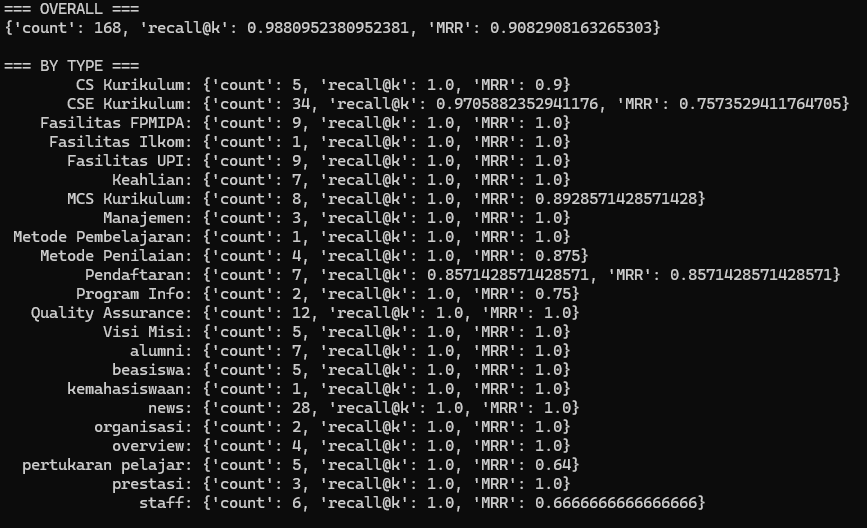 === OVERALL ===
{'count': 168, 'recall@k': 0.9880952380952381, 'MRR': 0.9082908163265303}
=== BY TYPE ===
CS Kurikulum: {'count': 5, 'recall@k': 1.0, 'MRR': 0.9}
CSE Kurikulum: {'count': 34, 'recall@k': 0.9705882352941176, 'MRR': 0.7573529411764705}
Fasilitas FPMIPA: {'count': 9, 'recall@k': 1.0, 'MRR': 1.0}
Fasilitas Ilkom: {'count': 1, 'recall@k': 1.0, 'MRR': 1.0}
Fasilitas UPI: {'count': 9, 'recall@k': 1.0, 'MRR': 1.0}
Keahlian: {'count': 7, 'recall@k': 1.0, 'MRR': 1.0}
MCS Kurikulum: {'count': 8, 'recall@k': 1.0, 'MRR': 0.8928571428571428}
Manajemen: {'count': 3, 'recall@k': 1.0, 'MRR': 1.0}
Metode Pembelajaran: {'count': 1, 'recall@k': 1.0, 'MRR': 1.0}
Metode Penilaian: {'count': 4, 'recall@k': 1.0, 'MRR': 0.875}
Pendaftaran: {'count': 7, 'recall@k': 0.8571428571428571, 'MRR': 0.8571428571428571}
Program Info: {'count': 2, 'recall@k': 1.0, 'MRR': 0.75}
Quality Assurance: {'count': 12, 'recall@k': 1.0, 'MRR': 1.0}
Visi Misi: {'count': 5, 'recall@k': 1.0, 'MRR': 1.0}
alumni: {'count': 7, 'recall@k': 1.0, 'MRR': 1.0}
beasiswa: {'count': 5, 'recall@k': 1.0, 'MRR': 1.0}
kemahasiswaan: {'count': 1, 'recall@k': 1.0, 'MRR': 1.0}
news: {'count': 28, 'recall@k': 1.0, 'MRR': 1.0}
organisasi: {'count': 2, 'recall@k': 1.0, 'MRR': 1.0}
overview: {'count': 4, 'recall@k': 1.0, 'MRR': 1.0}
pertukaran pelajar: {'count': 5, 'recall@k': 1.0, 'MRR': 0.64}
prestasi: {'count': 3, 'recall@k': 1.0, 'MRR': 1.0}
staff: {'count': 6, 'recall@k': 1.0, 'MRR': 0.6666666666666666}